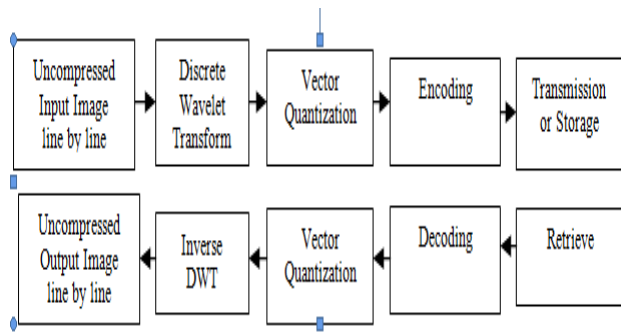 Uncompressed
Input Image
line by line
Discrete
Wavelet
Transform
Vector
Quantization
Encoding
Transmission
or Storage
Uncompressed
Output Image
line by line
Inverse
DWT
Vector
Quantization
Decoding
Retrieve